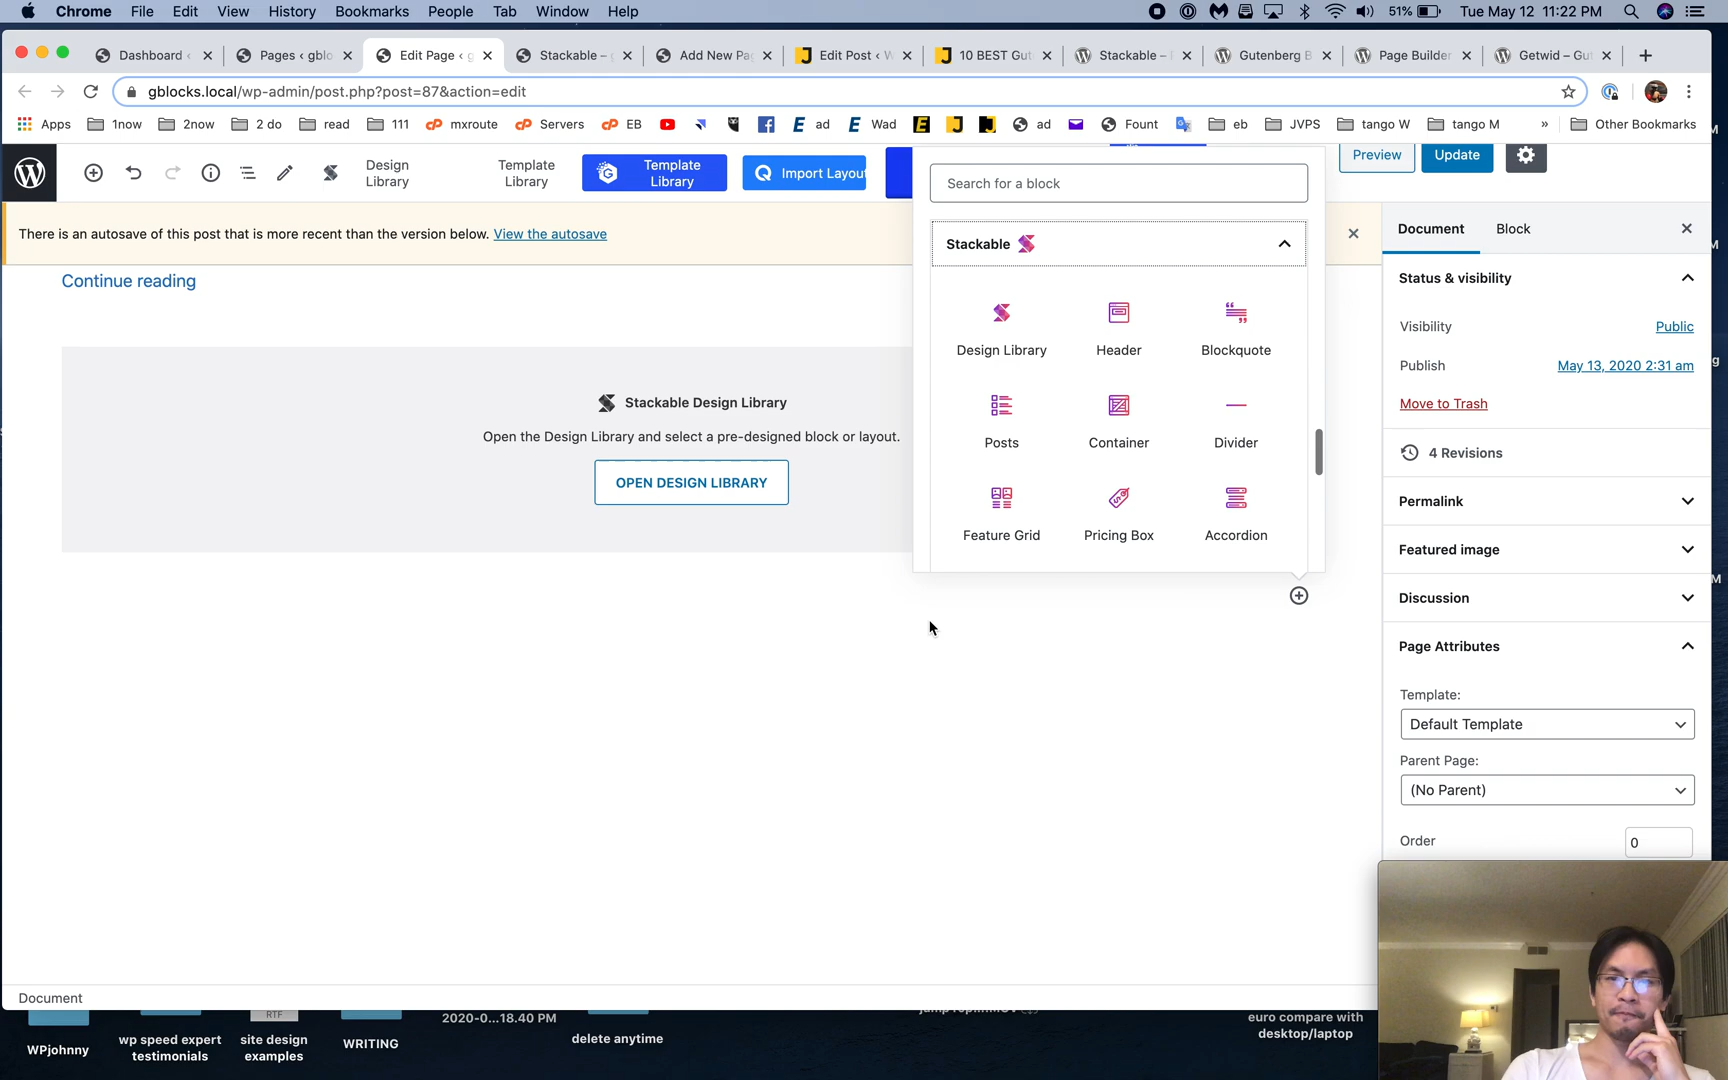 Chrome File Edit View History Bookmarks People Tab Window Help
51% Tue May 12 11:22 PM
Dashboard ‹
Pages ‹ gblo
Edit Page ‹ g
Stackable –
Add New Pa
Edit Post ‹ W
10 BEST Gut
Stackable –
Gutenberg B
Page Builder
Getwid – Gu
gblocks.local/wp-admin/post.php?post=87&action=edit
Apps 1now 2now 2 do read 111 mxroute Servers EB ad Wad ad Fount eb JVPS tango W tango M » Other Bookmarks
Design
Library
Template
Library
Template
Library
Import Layou
Preview
Update
There is an autosave of this post that is more recent than the version below. View the autosave
Continue reading
Stackable Design Library
Open the Design Library and select a pre-designed block or layout.
OPEN DESIGN LIBRARY
Search for a block
Stackable
Design Library
Header
Blockquote
Posts
Container
Divider
Feature Grid
Pricing Box
Accordion
Document
Block
Status & visibility
Visibility
Public
Publish
May 13, 2020 2:31 am
Move to Trash
4 Revisions
Permalink
Featured image
Discussion
Page Attributes
Template:
Default Template
Parent Page:
(No Parent)
Order
0
Document
WPjohnny
wp speed expert
testimonials
RTF
site design
examples
WRITING
2020-0...18.40 PM
delete anytime
euro compare with
desktop/laptop